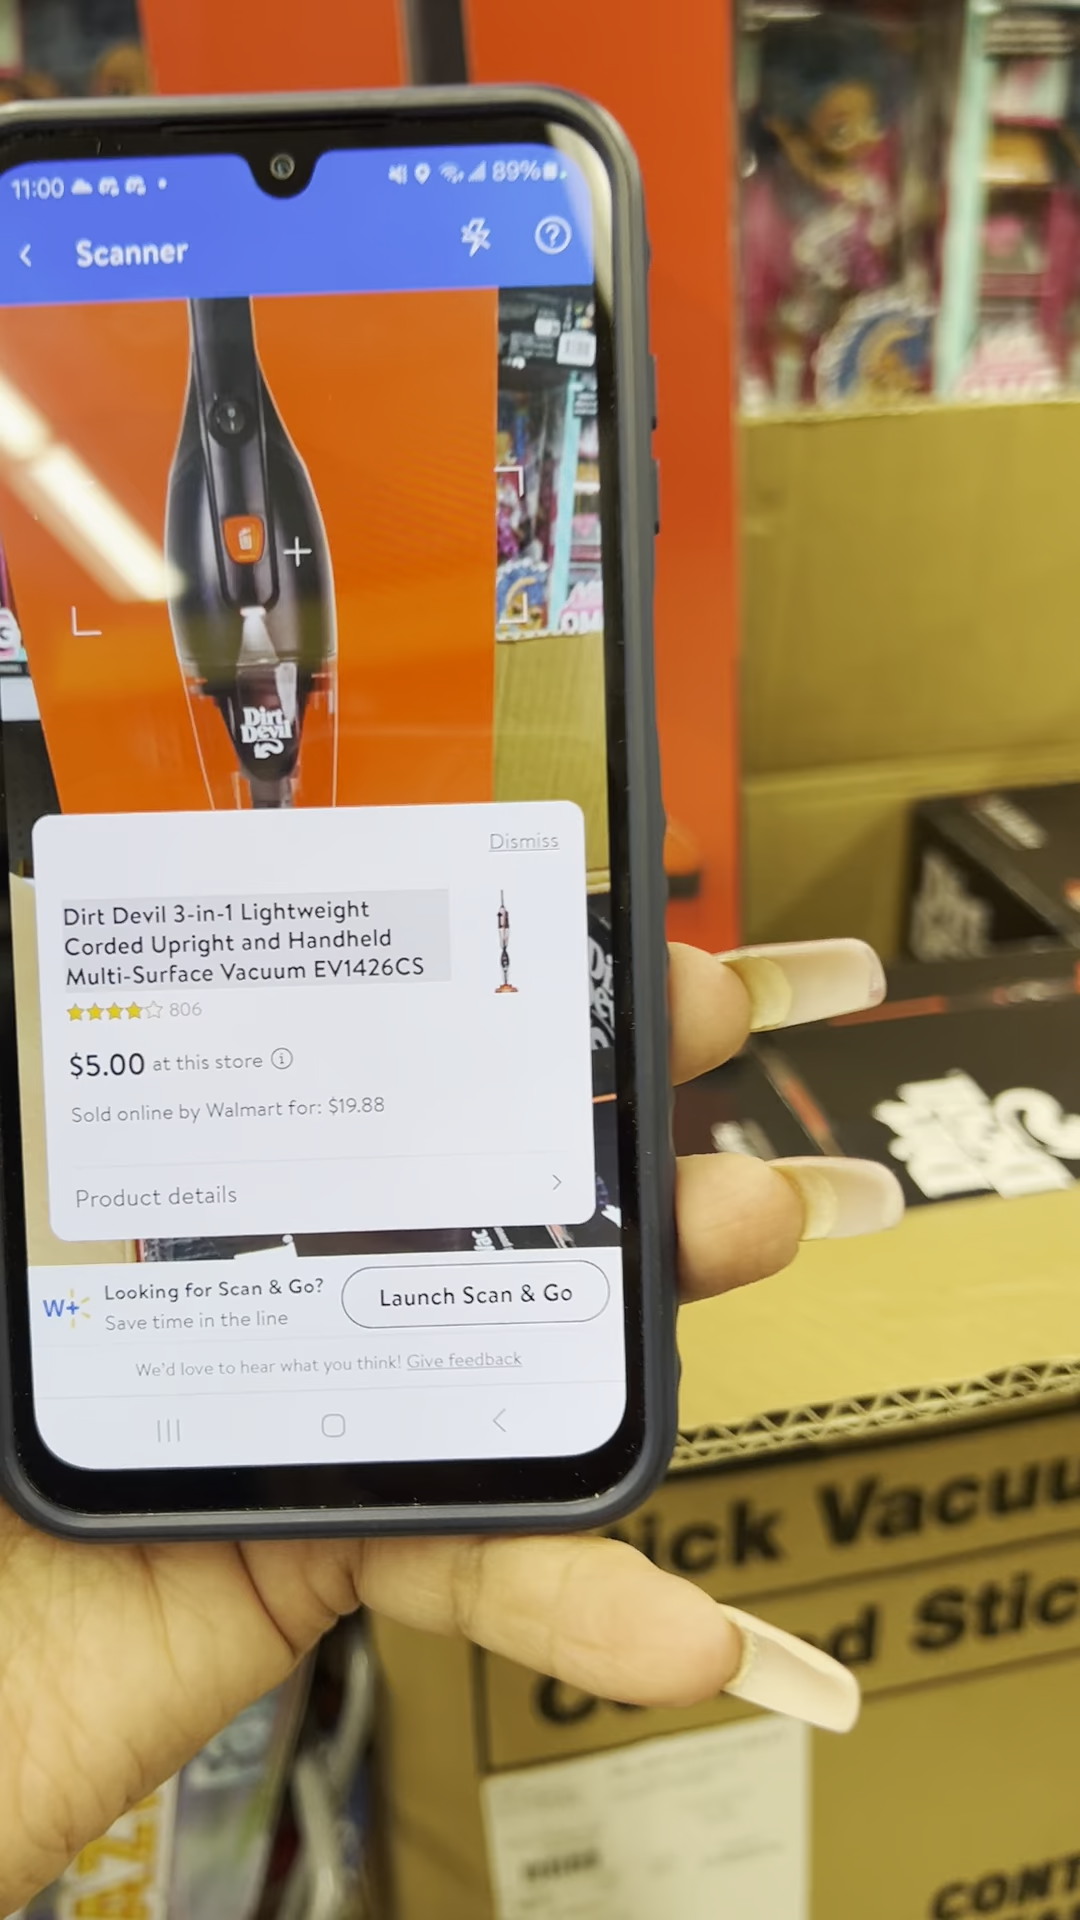 11:00
89%
Scanner
Dirt
Devil
Dismiss
Dirt Devil 3-in-1 Lightweight
Corded Upright and Handheld
Multi-Surface Vacuum EV1426CS
806
$5.00 at this store
Sold online by Walmart for: $19.88
Product details
W+
Looking for Scan & Go?
Save time in the line
Launch Scan & Go
We'd love to hear what you think! Give feedback
ick Vacuu
d Stic
CONT